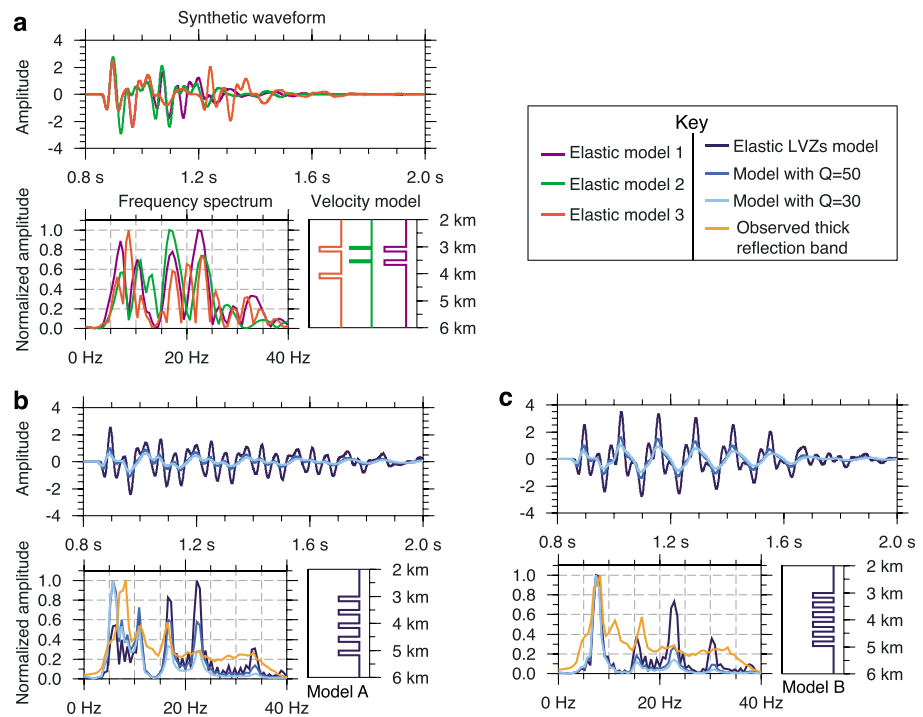 a
Synthetic waveform
Amplitude
4
2
0
-2
-4
0.8 s
1.2 s
1.6 s
2.0 s
Frequency spectrum
Velocity model
Normalized amplitude
1.0
0.8
0.6
0.4
0.2
0.0
0 Hz
20 Hz
40 Hz
2 km
3 km
4 km
5 km
6 km
Key
Elastic model 1
Elastic model 2
Elastic model 3
Elastic LVZs model
Model with Q=50
Model with Q=30
Observed thick
reflection band
b
Amplitude
4
2
0
-2
-4
0.8 s
1.2 s
1.6 s
2.0 s
Normalized amplitude
1.0
0.8
0.6
0.4
0.2
0.0
0 Hz
20 Hz
40 Hz
2 km
3 km
4 km
5 km
6 km
Model A
c
4
2
0
-2
-4
0.8 s
1.2 s
1.6 s
2.0 s
1.0
0.8
0.6
0.4
0.2
0.0
0 Hz
20 Hz
40 Hz
2 km
3 km
4 km
5 km
6 km
Model B